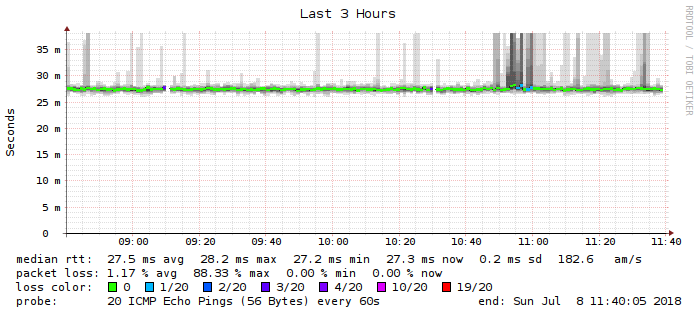 Last 3 Hours
RRDTOOL / TOBI OETIKER
Seconds
35 m
30 m
25 m
20 m
15 m
10 m
5 m
0
09:00 09:20 09:40 10:00 10:20 10:40 11:00 11:20 11:40
median rtt: 27.5 ms avg 28.2 ms max 27.2 ms min 27.3 ms now 0.2 ms sd 182.6 am/s
packet loss: 1.17 % avg 88.33 % max 0.00 % min 0.00 % now
loss color: 0 1/20 2/20 3/20 4/20 10/20 19/20
probe: 20 ICMP Echo Pings (56 Bytes) every 60s end: Sun Jul 8 11:40:05 2018